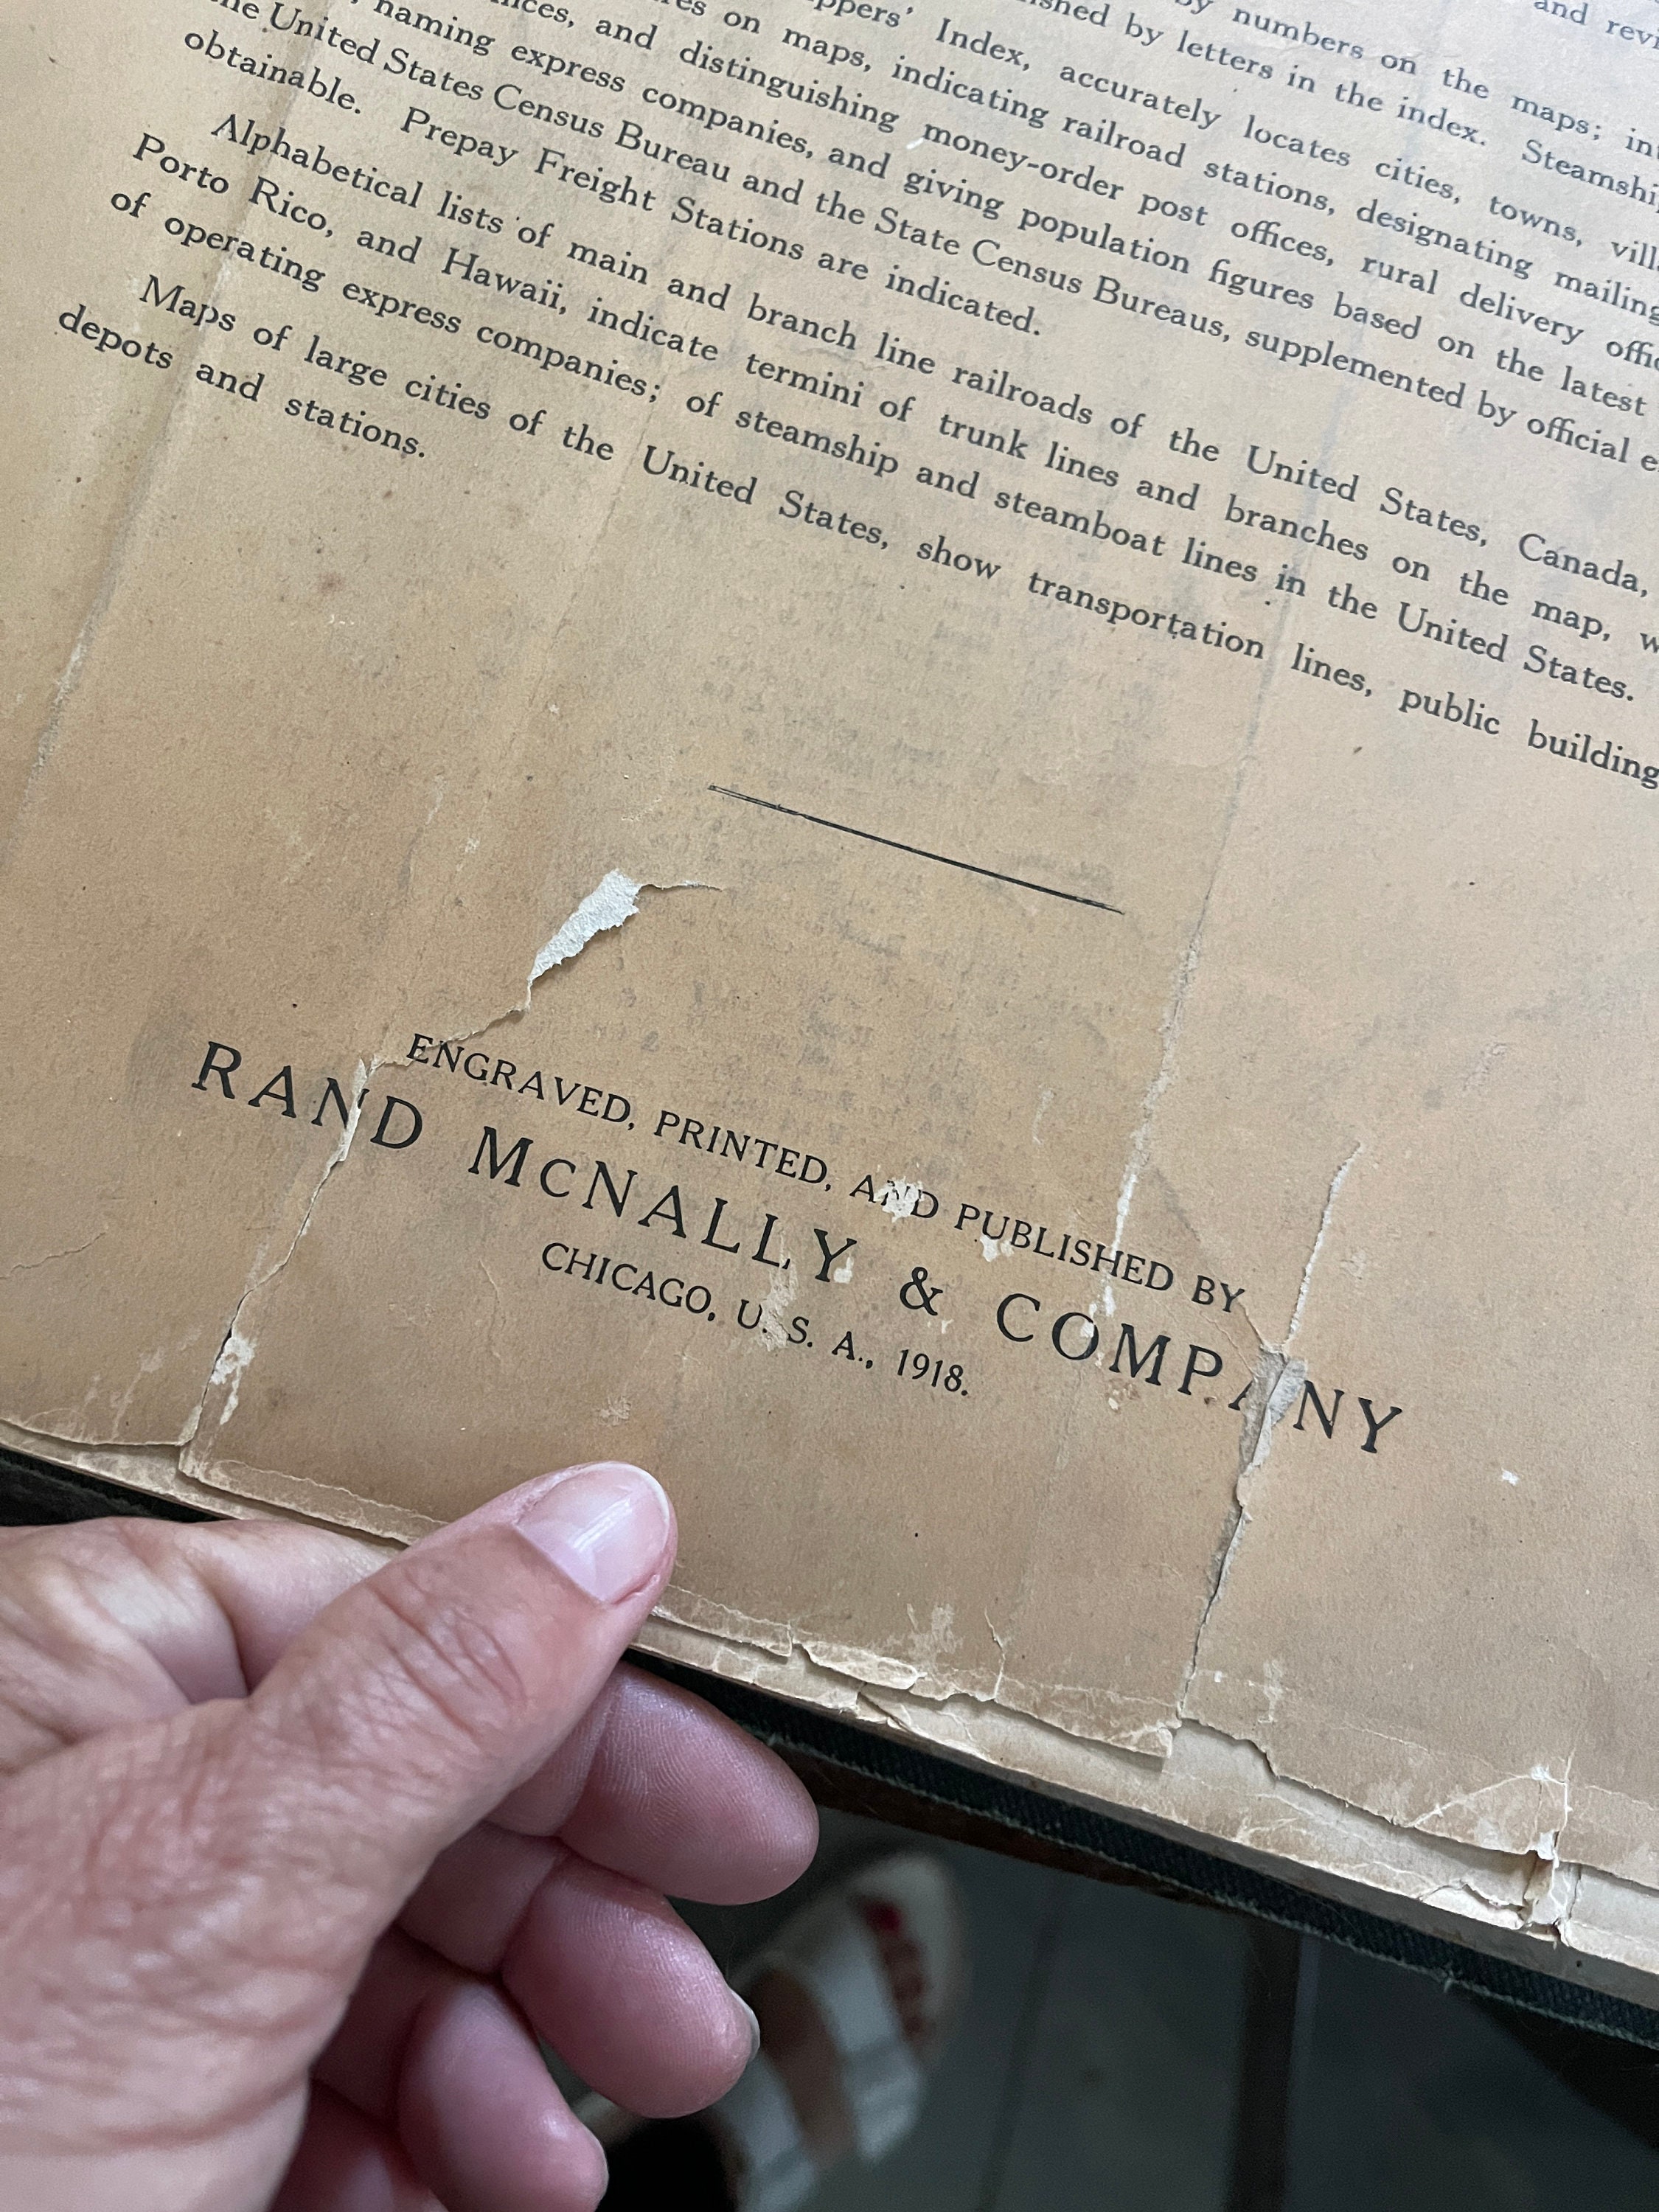 and
by numbers on the maps;
by letters in the index.
Index, accurately locates cities, towns,
on maps, indicating railroad stations, designating mailing
and distinguishing money-order post offices, rural delivery
naming express companies, and giving population figures based on the latest
United States Census Bureau and the State Census Bureaus, supplemented by official
obtainable. Prepay Freight Stations are indicated.
Alphabetical lists of main and branch line railroads of the United States, Canada,
Porto Rico, and Hawaii, indicate termini of trunk lines and branches on the map,
of operating express companies; of steamship and steamboat lines in the United States.
Maps of large cities of the United States, show transportation lines, public building
depots and stations.
ENGRAVED, PRINTED, AND PUBLISHED BY
RAND MCNALLY & COMPANY
CHICAGO, U. S. A., 1918.